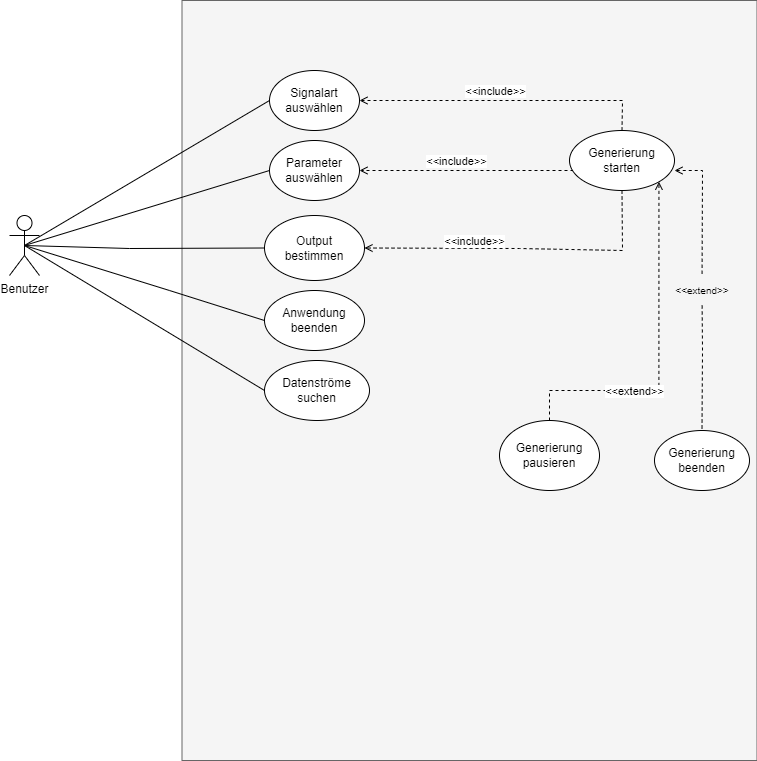 Signalart
auswählen
<<include>>
Parameter
auswählen
<<include>>
Generierung
starten
Output
bestimmen
<<include>>
Benutzer
Anwendung
beenden
<<extend>>
Datenströme
suchen
<<extend>>
Generierung
pausieren
Generierung
beenden